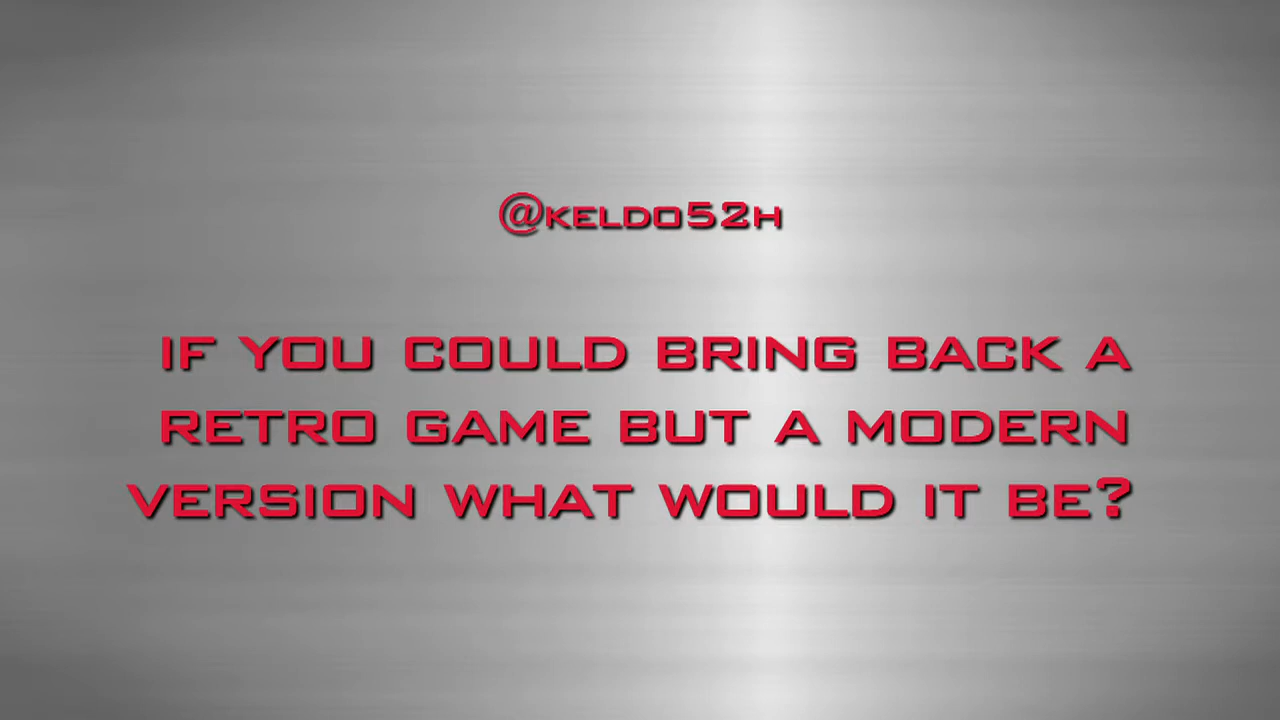 @KELDO52H
IF YOU COULD BRING BACK A
RETRO GAME BUT A MODERN
VERSION WHAT WOULD IT BE?